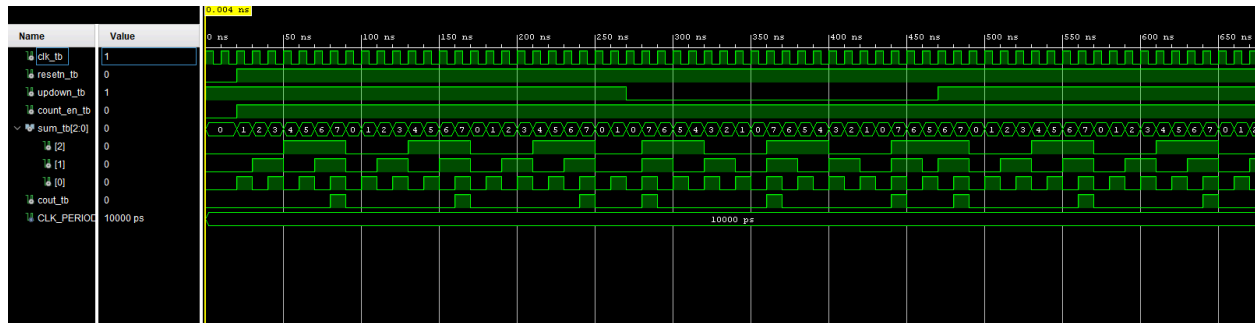 0.004 ns
Name Value 0 ns 50 ns 100 ns 150 ns 200 ns 250 ns 300 ns 350 ns 400 ns 450 ns 500 ns 550 ns 600 ns 650 ns
clk_tb 1
resetn_tb 0
updown_tb 1
count_en_tb 0
sum_tb[2:0] 0 0 1 2 3 4 5 6 7 0 1 2 3 4 5 6 7 0 1 2 3 4 5 6 7 0 1 0 7 6 5 4 3 2 1 0 7 6 5 4 3 2 1 0 7 6 5 6 7 0 1 2 3 4 5 6 7 0 1 2 3 4 5 6 7 0 1 2
[2] 0
[1] 0
[0] 0
cout_tb 0
CLK_PERIOD 10000 ps 10000 ps